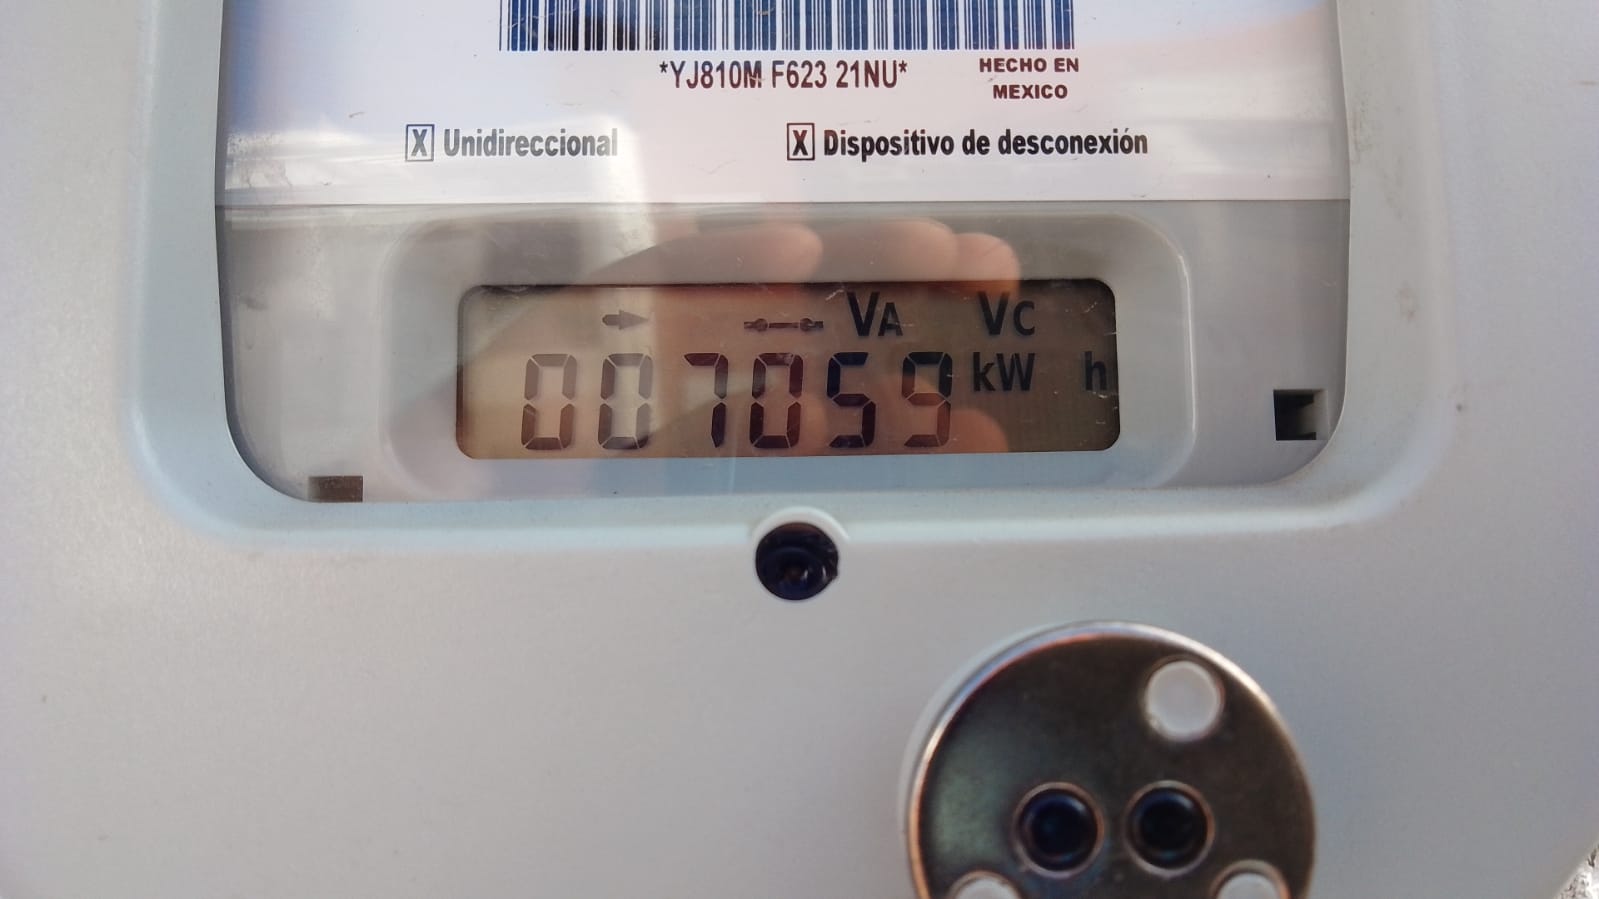 *YJ810M F623 21NU*
HECHO EN
MEXICO
X Unidireccional
X Dispositivo de desconexión
VA VC
007059 kW h